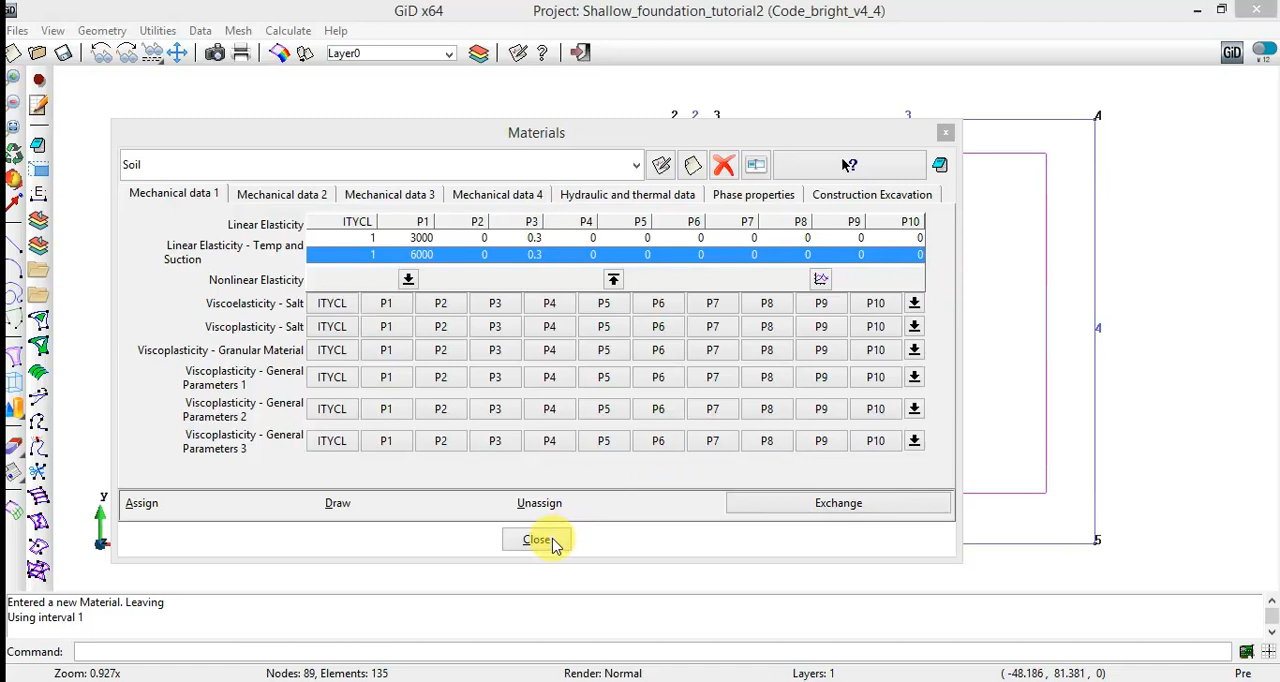 GiD
GiD x64 Project: Shallow_foundation_tutorial2 (Code_bright_v4_4)
Files View Geometry Utilities Data Mesh Calculate Help
Layer0
GiD
v 12
2 2 3 3 4
Materials
x
Soil
?
Mechanical data 1 Mechanical data 2 Mechanical data 3 Mechanical data 4 Hydraulic and thermal data Phase properties Construction Excavation
Linear Elasticity ITYCL P1 P2 P3 P4 P5 P6 P7 P8 P9 P10
1 3000 0 0.3 0 0 0 0 0 0 0
Linear Elasticity - Temp and
Suction
1 6000 0 0.3 0 0 0 0 0 0 0
Nonlinear Elasticity
Viscoelasticity - Salt ITYCL P1 P2 P3 P4 P5 P6 P7 P8 P9 P10
Viscoplasticity - Salt ITYCL P1 P2 P3 P4 P5 P6 P7 P8 P9 P10
Viscoplasticity - Granular Material ITYCL P1 P2 P3 P4 P5 P6 P7 P8 P9 P10
Viscoplasticity - General
Parameters 1 ITYCL P1 P2 P3 P4 P5 P6 P7 P8 P9 P10
Viscoplasticity - General
Parameters 2 ITYCL P1 P2 P3 P4 P5 P6 P7 P8 P9 P10
Viscoplasticity - General
Parameters 3 ITYCL P1 P2 P3 P4 P5 P6 P7 P8 P9 P10
4
Assign Draw Unassign Exchange
y
Close
5
Entered a new Material. Leaving
Using interval 1
Command:
Zoom: 0.927x Nodes: 89, Elements: 135 Render: Normal Layers: 1 ( -48.186, 81.381, 0) Pre